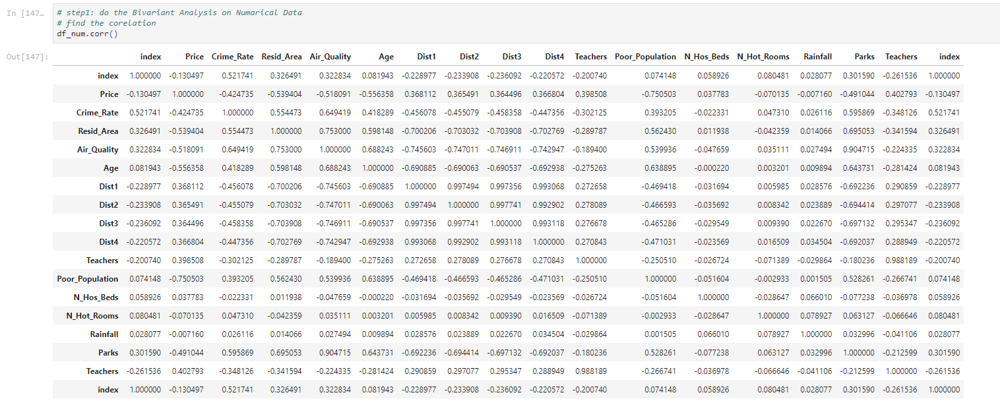 In [147…
# step1: do the Bivariant Analysis on Numarical Data
# find the corelation
df_num.corr()
Out[147]:
index Price Crime_Rate Resid_Area Air_Quality Age Dist1 Dist2 Dist3 Dist4 Teachers Poor_Population N_Hos_Beds N_Hot_Rooms Rainfall Parks Teachers index
index 1.000000 -0.130497 0.521741 0.326491 0.322834 0.081943 -0.228977 -0.233908 -0.236092 -0.220572 -0.200740 0.074148 0.058926 0.080481 0.028077 0.301590 -0.261536 1.000000
Price -0.130497 1.000000 -0.424735 -0.539404 -0.518091 -0.556358 0.368112 0.365491 0.364496 0.366804 0.398508 -0.750503 0.037783 -0.070135 -0.007160 -0.491044 0.402793 -0.130497
Crime_Rate 0.521741 -0.424735 1.000000 0.554473 0.649419 0.418289 -0.456078 -0.455079 -0.458358 -0.447356 -0.302125 0.393205 -0.022331 0.047310 0.026116 0.595869 -0.348126 0.521741
Resid_Area 0.326491 -0.539404 0.554473 1.000000 0.753000 0.598148 -0.700206 -0.703032 -0.703908 -0.702769 -0.289787 0.562430 0.011938 -0.042359 0.014066 0.695053 -0.341594 0.326491
Air_Quality 0.322834 -0.518091 0.649419 0.753000 1.000000 0.688243 -0.745603 -0.747011 -0.746911 -0.742947 -0.189400 0.539936 -0.047659 0.035111 0.027494 0.904715 -0.224335 0.322834
Age 0.081943 -0.556358 0.418289 0.598148 0.688243 1.000000 -0.690885 -0.690063 -0.690537 -0.692938 -0.275263 0.638895 -0.000220 0.003201 0.009894 0.643731 -0.281424 0.081943
Dist1 -0.228977 0.368112 -0.456078 -0.700206 -0.745603 -0.690885 1.000000 0.997494 0.997356 0.993068 0.272658 -0.469418 -0.031694 0.005985 0.028576 -0.692236 0.290859 -0.228977
Dist2 -0.233908 0.365491 -0.455079 -0.703032 -0.747011 -0.690063 0.997494 1.000000 0.997741 0.992902 0.278089 -0.466593 -0.035692 0.008342 0.023889 -0.694414 0.297077 -0.233908
Dist3 -0.236092 0.364496 -0.458358 -0.703908 -0.746911 -0.690537 0.997356 0.997741 1.000000 0.993118 0.276678 -0.465286 -0.029549 0.009390 0.022670 -0.697132 0.295347 -0.236092
Dist4 -0.220572 0.366804 -0.447356 -0.702769 -0.742947 -0.692938 0.993068 0.992902 0.993118 1.000000 0.270843 -0.471031 -0.023569 0.016509 0.034504 -0.692037 0.288949 -0.220572
Teachers -0.200740 0.398508 -0.302125 -0.289787 -0.189400 -0.275263 0.272658 0.278089 0.276678 0.270843 1.000000 -0.250510 -0.026724 -0.071389 -0.029864 -0.180236 0.988189 -0.200740
Poor_Population 0.074148 -0.750503 0.393205 0.562430 0.539936 0.638895 -0.469418 -0.466593 -0.465286 -0.471031 -0.250510 1.000000 -0.051604 -0.002933 0.001505 0.528261 -0.266741 0.074148
N_Hos_Beds 0.058926 0.037783 -0.022331 0.011938 -0.047659 -0.000220 -0.031694 -0.035692 -0.029549 -0.023569 -0.026724 -0.051604 1.000000 -0.028647 0.066010 -0.077238 -0.036978 0.058926
N_Hot_Rooms 0.080481 -0.070135 0.047310 -0.042359 0.035111 0.003201 0.005985 0.008342 0.009390 0.016509 -0.071389 -0.002933 -0.028647 1.000000 0.078927 0.063127 -0.066646 0.080481
Rainfall 0.028077 -0.007160 0.026116 0.014066 0.027494 0.009894 0.028576 0.023889 0.022670 0.034504 -0.029864 0.001505 0.066010 0.078927 1.000000 0.032996 -0.041106 0.028077
Parks 0.301590 -0.491044 0.595869 0.695053 0.904715 0.643731 -0.692236 -0.694414 -0.697132 -0.692037 -0.180236 0.528261 -0.077238 0.063127 0.032996 1.000000 -0.212599 0.301590
Teachers -0.261536 0.402793 -0.348126 -0.341594 -0.224335 -0.281424 0.290859 0.297077 0.295347 0.288949 0.988189 -0.266741 -0.036978 -0.066646 -0.041106 -0.212599 1.000000 -0.261536
index 1.000000 -0.130497 0.521741 0.326491 0.322834 0.081943 -0.228977 -0.233908 -0.236092 -0.220572 -0.200740 0.074148 0.058926 0.080481 0.028077 0.301590 -0.261536 1.000000